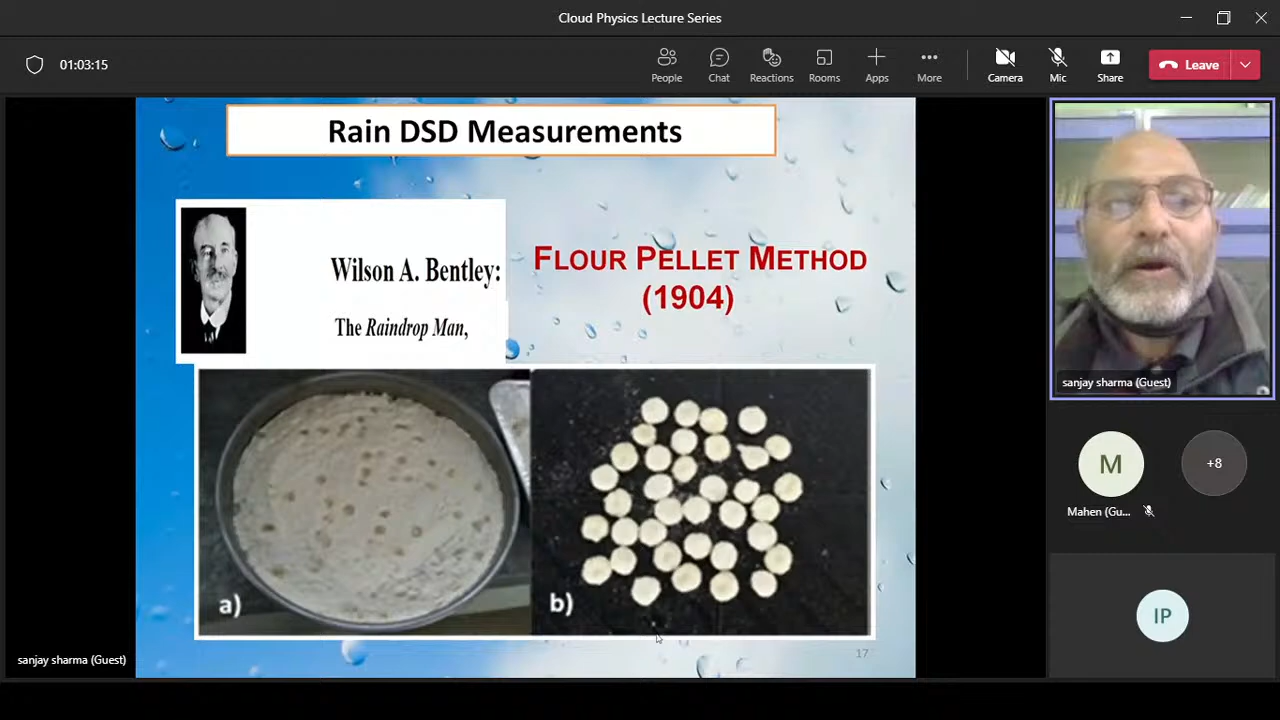 Cloud Physics Lecture Series
01:03:15
People
Chat
Reactions
Rooms
Apps
More
Camera
Mic
Share
Leave
Rain DSD Measurements
Wilson A. Bentley:
The Raindrop Man,
FLOUR PELLET METHOD
(1904)
a)
b)
17
sanjay sharma (Guest)
sanjay sharma (Guest)
M
+8
Mahen (Gu...
IP